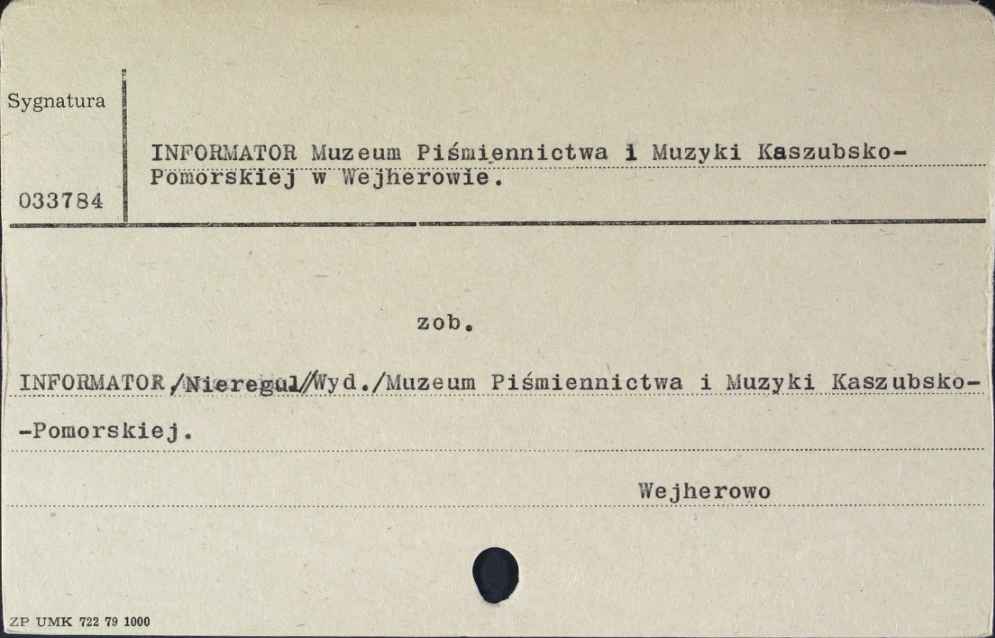 Sygnatura
033784
INFORMATOR Muzeum Piśmiennictwa i Muzyki Kaszubsko-
Pomorskiej w Wejherowie.
zob.
INFORMATOR /Nieregul//Wyd./Muzeum Piśmiennictwa i Muzyki Kaszubsko-
-Pomorskiej.
Wejherowo
ZP UMK 722 79 1000